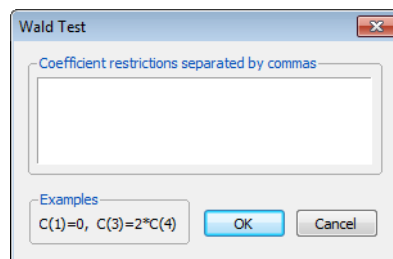 Wald Test
Coefficient restrictions separated by commas
Examples
C(1)=0, C(3)=2*C(4)
OK
Cancel